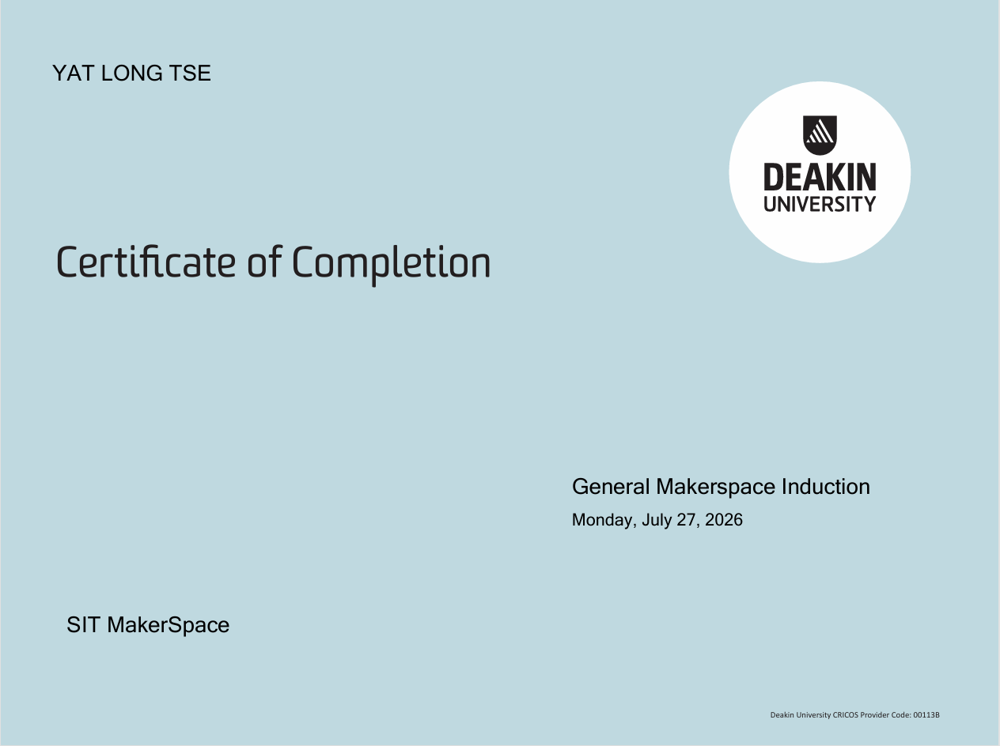 YAT LONG TSE
DEAKIN
UNIVERSITY
Certificate of Completion
General Makerspace Induction
Monday, July 27, 2026
SIT MakerSpace
Deakin University CRICOS Provider Code: 00113B